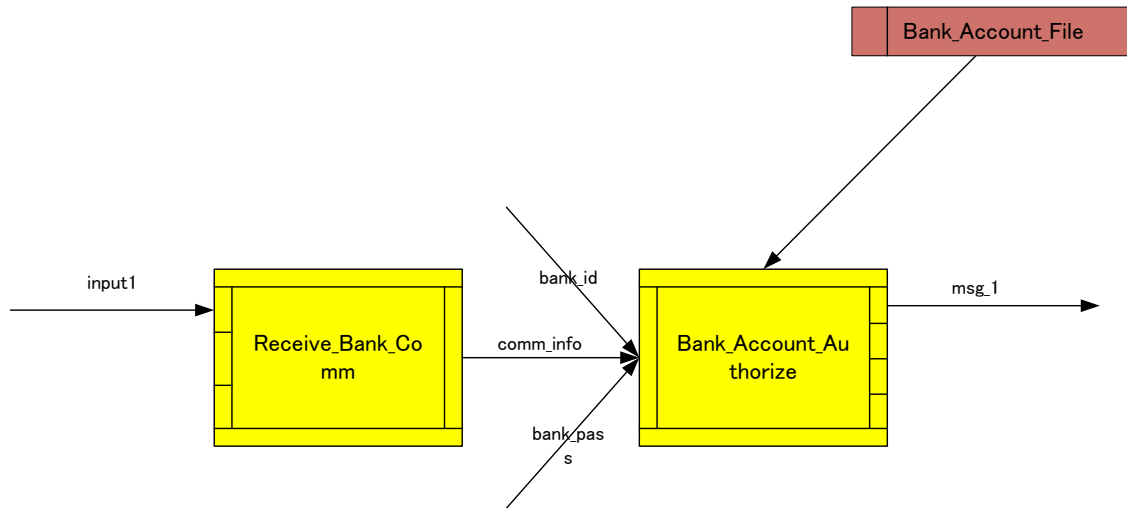 Bank_Account_File
bank_id
input1
msg_1
Receive_Bank_Co
mm
comm_info
Bank_Account_Au
thorize
bank_pas
s